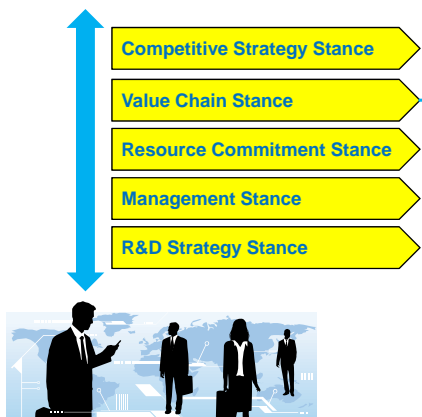 Competitive Strategy Stance
Value Chain Stance
Resource Commitment Stance
Management Stance
R&D Strategy Stance